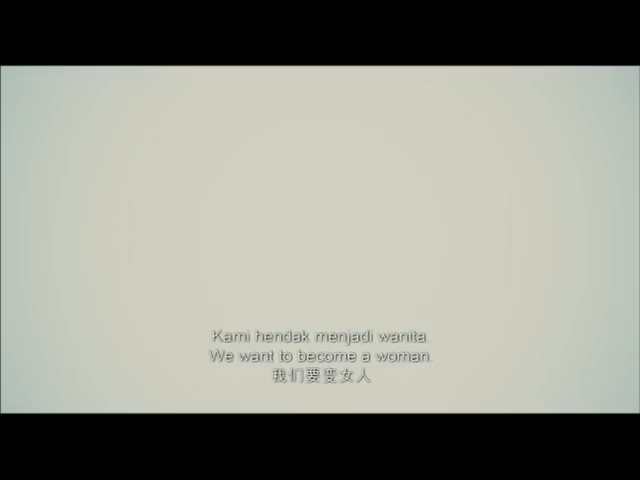 Kami hendak menjadi wanita
We want to become a woman.
我们要变女人